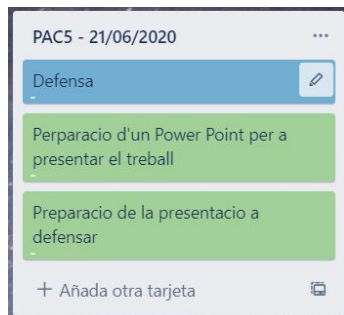 PAC5 - 21/06/2020
Defensa
Perparacio d'un Power Point per a
presentar el treball
Preparacio de la presentacio a
defensar
+ Añada otra tarjeta